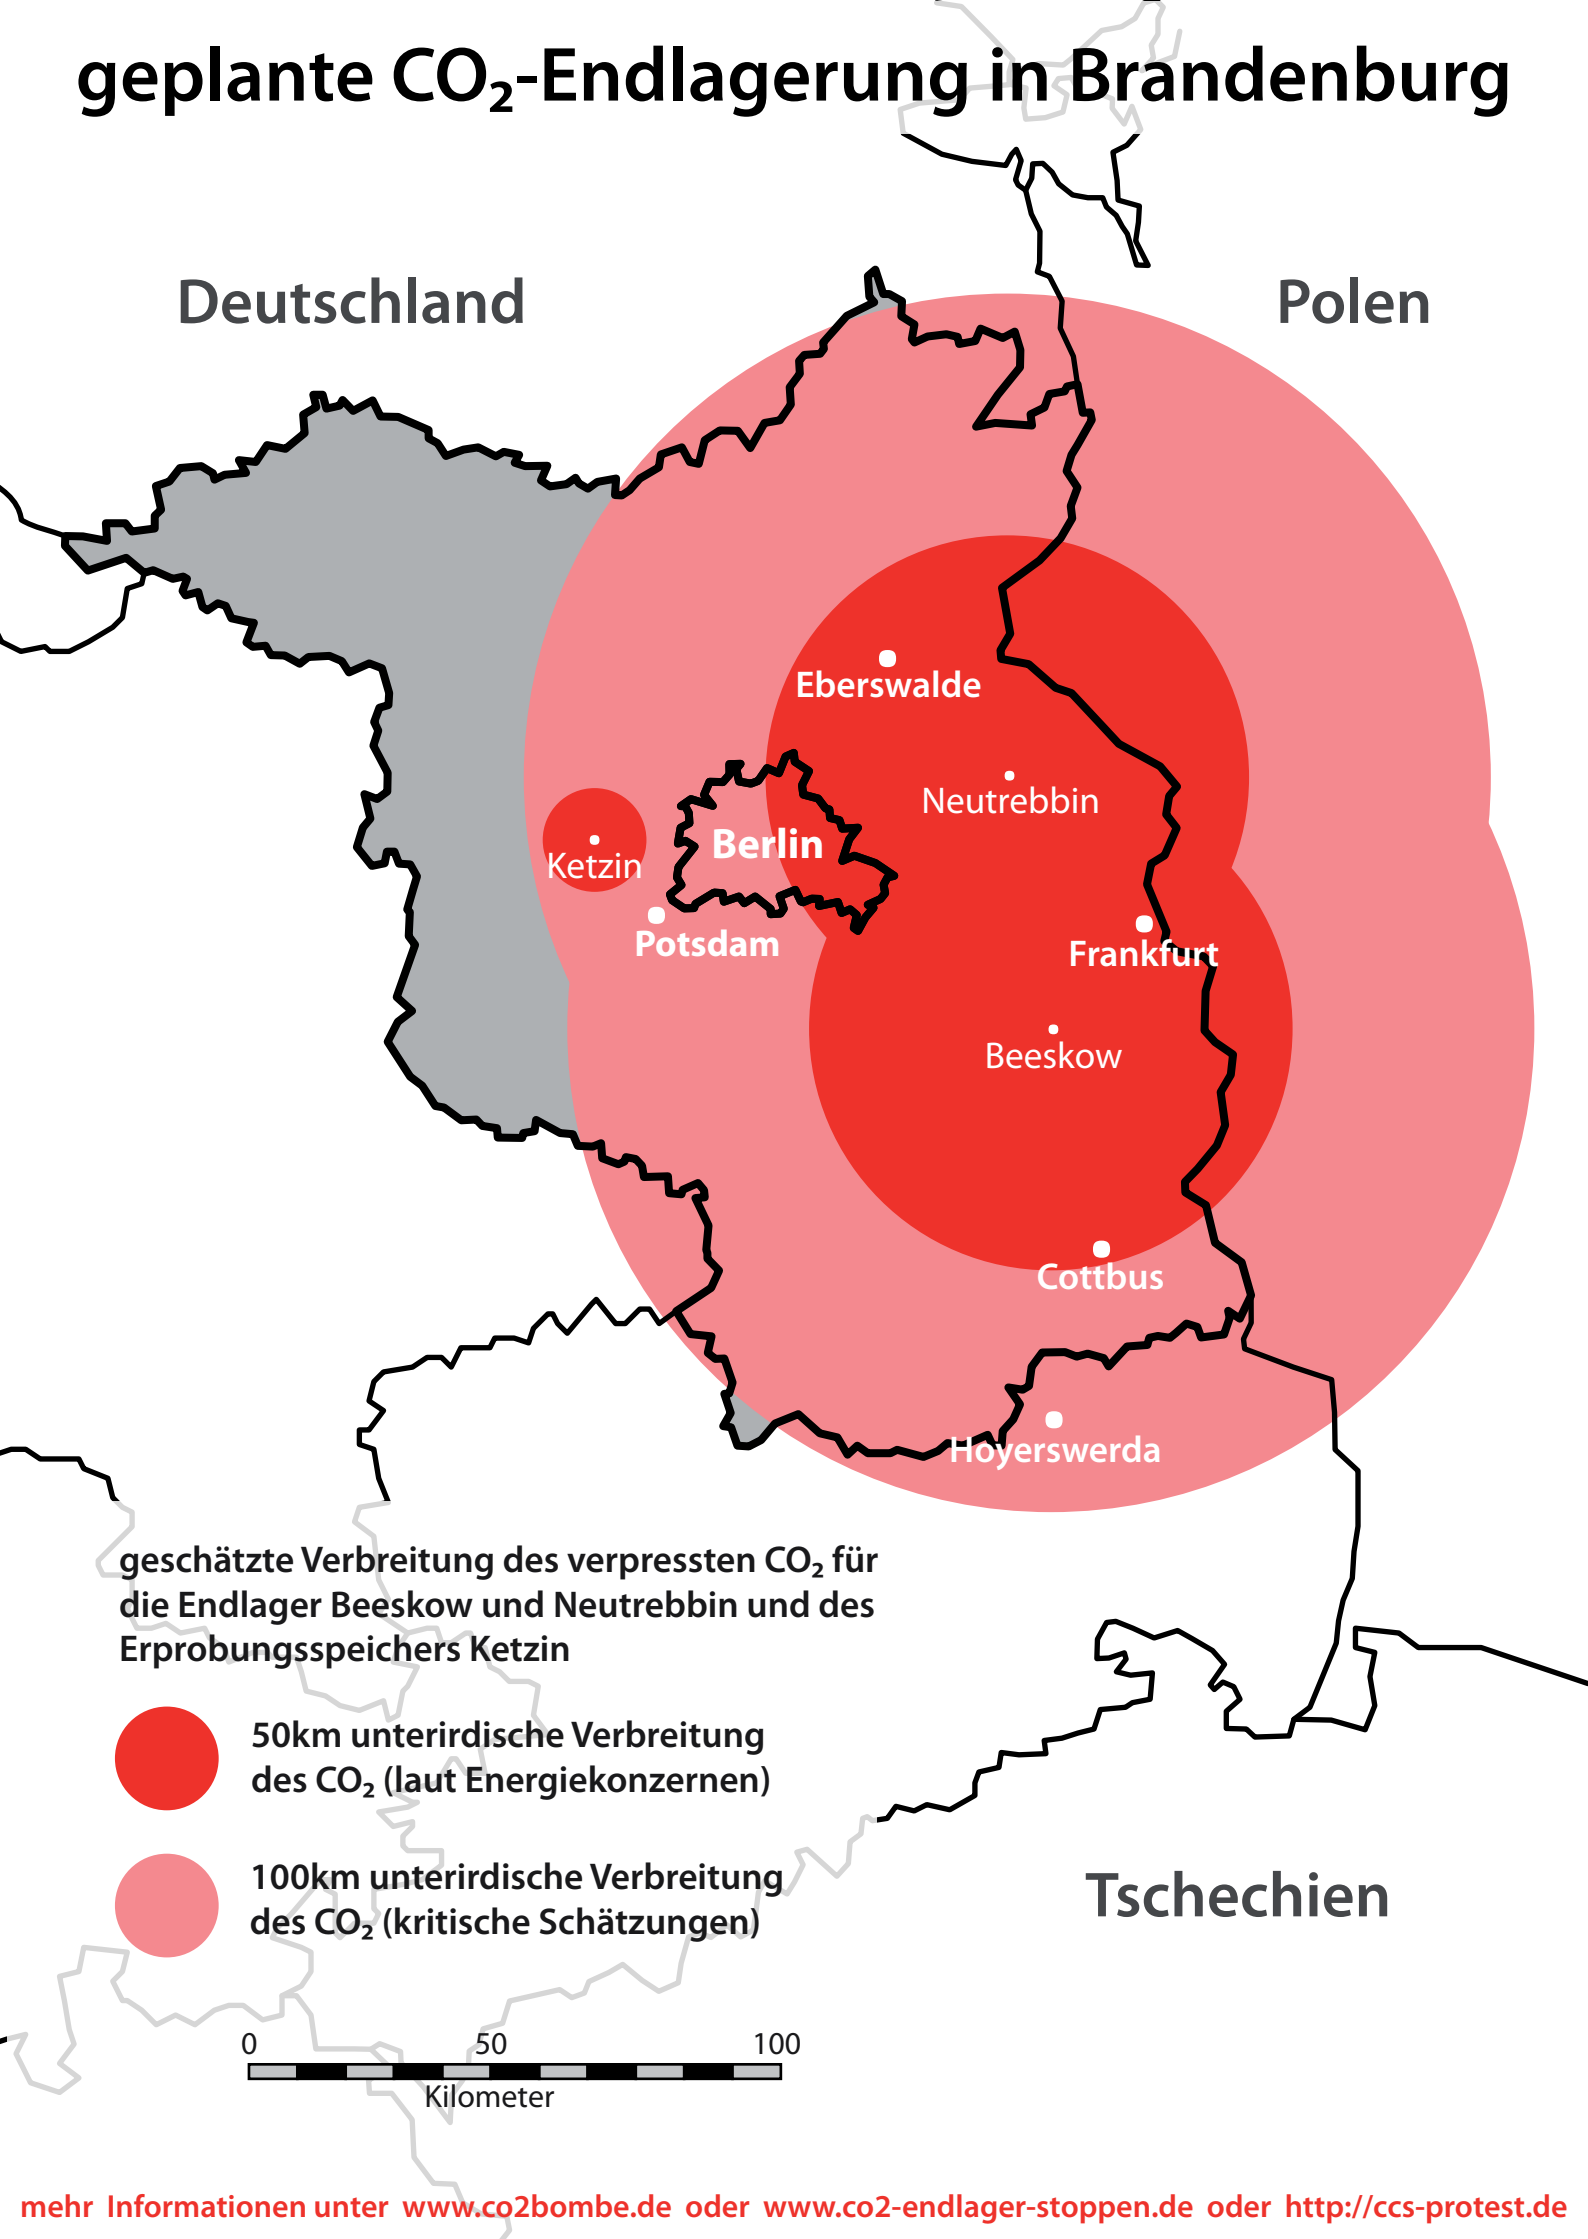 geplante CO₂-Endlagerung in Brandenburg
Deutschland
Polen
Eberswalde
Neutrebbin
Berlin
Ketzin
Potsdam
Frankfurt
Beeskow
Cottbus
Hoyerswerda
geschätzte Verbreitung des verpressten CO₂ für
die Endlager Beeskow und Neutrebbin und des
Erprobungsspeichers Ketzin
50km unterirdische Verbreitung
des CO₂ (laut Energiekonzernen)
100km unterirdische Verbreitung
des CO₂ (kritische Schätzungen)
Tschechien
0 50 100
Kilometer
mehr Informationen unter www.co2bombe.de oder www.co2-endlager-stoppen.de oder http://ccs-protest.de